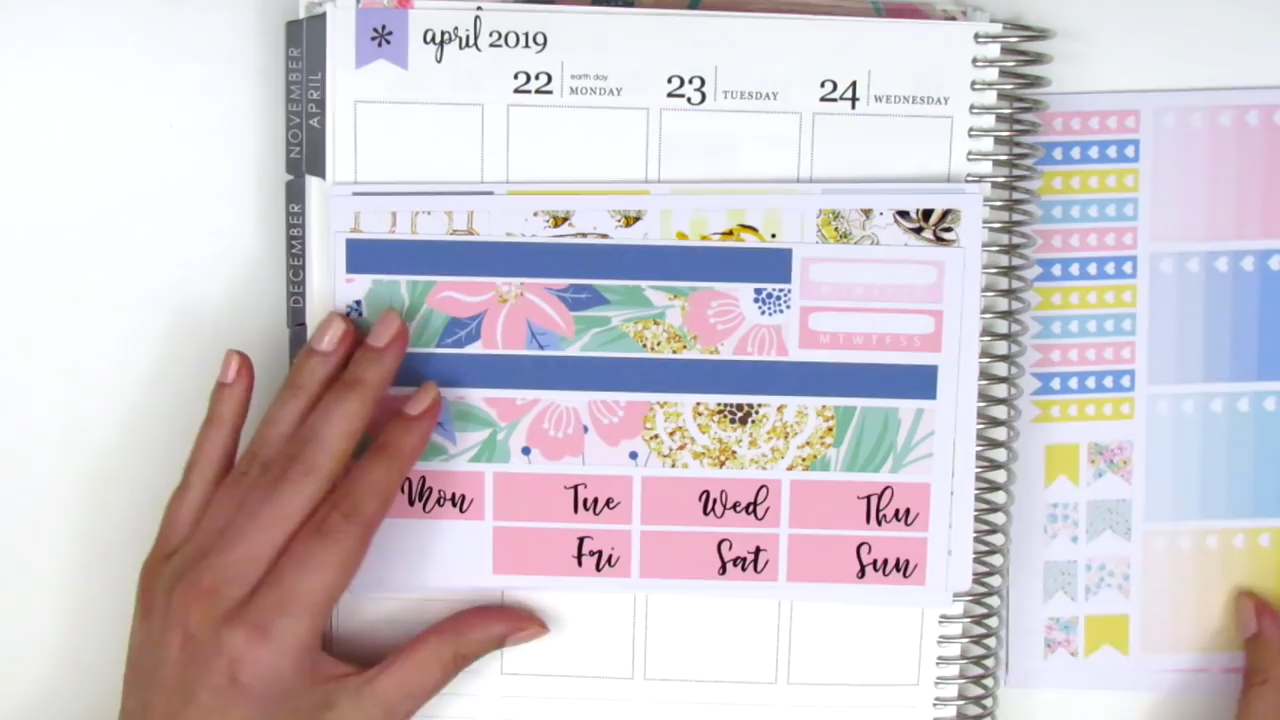 * april 2019
22 earth day MONDAY
23 TUESDAY
24 WEDNESDAY
NOVEMBER
APRIL
DECEMBER
MTWTFSS
Mon Tue Wed Thu
Fri Sat Sun